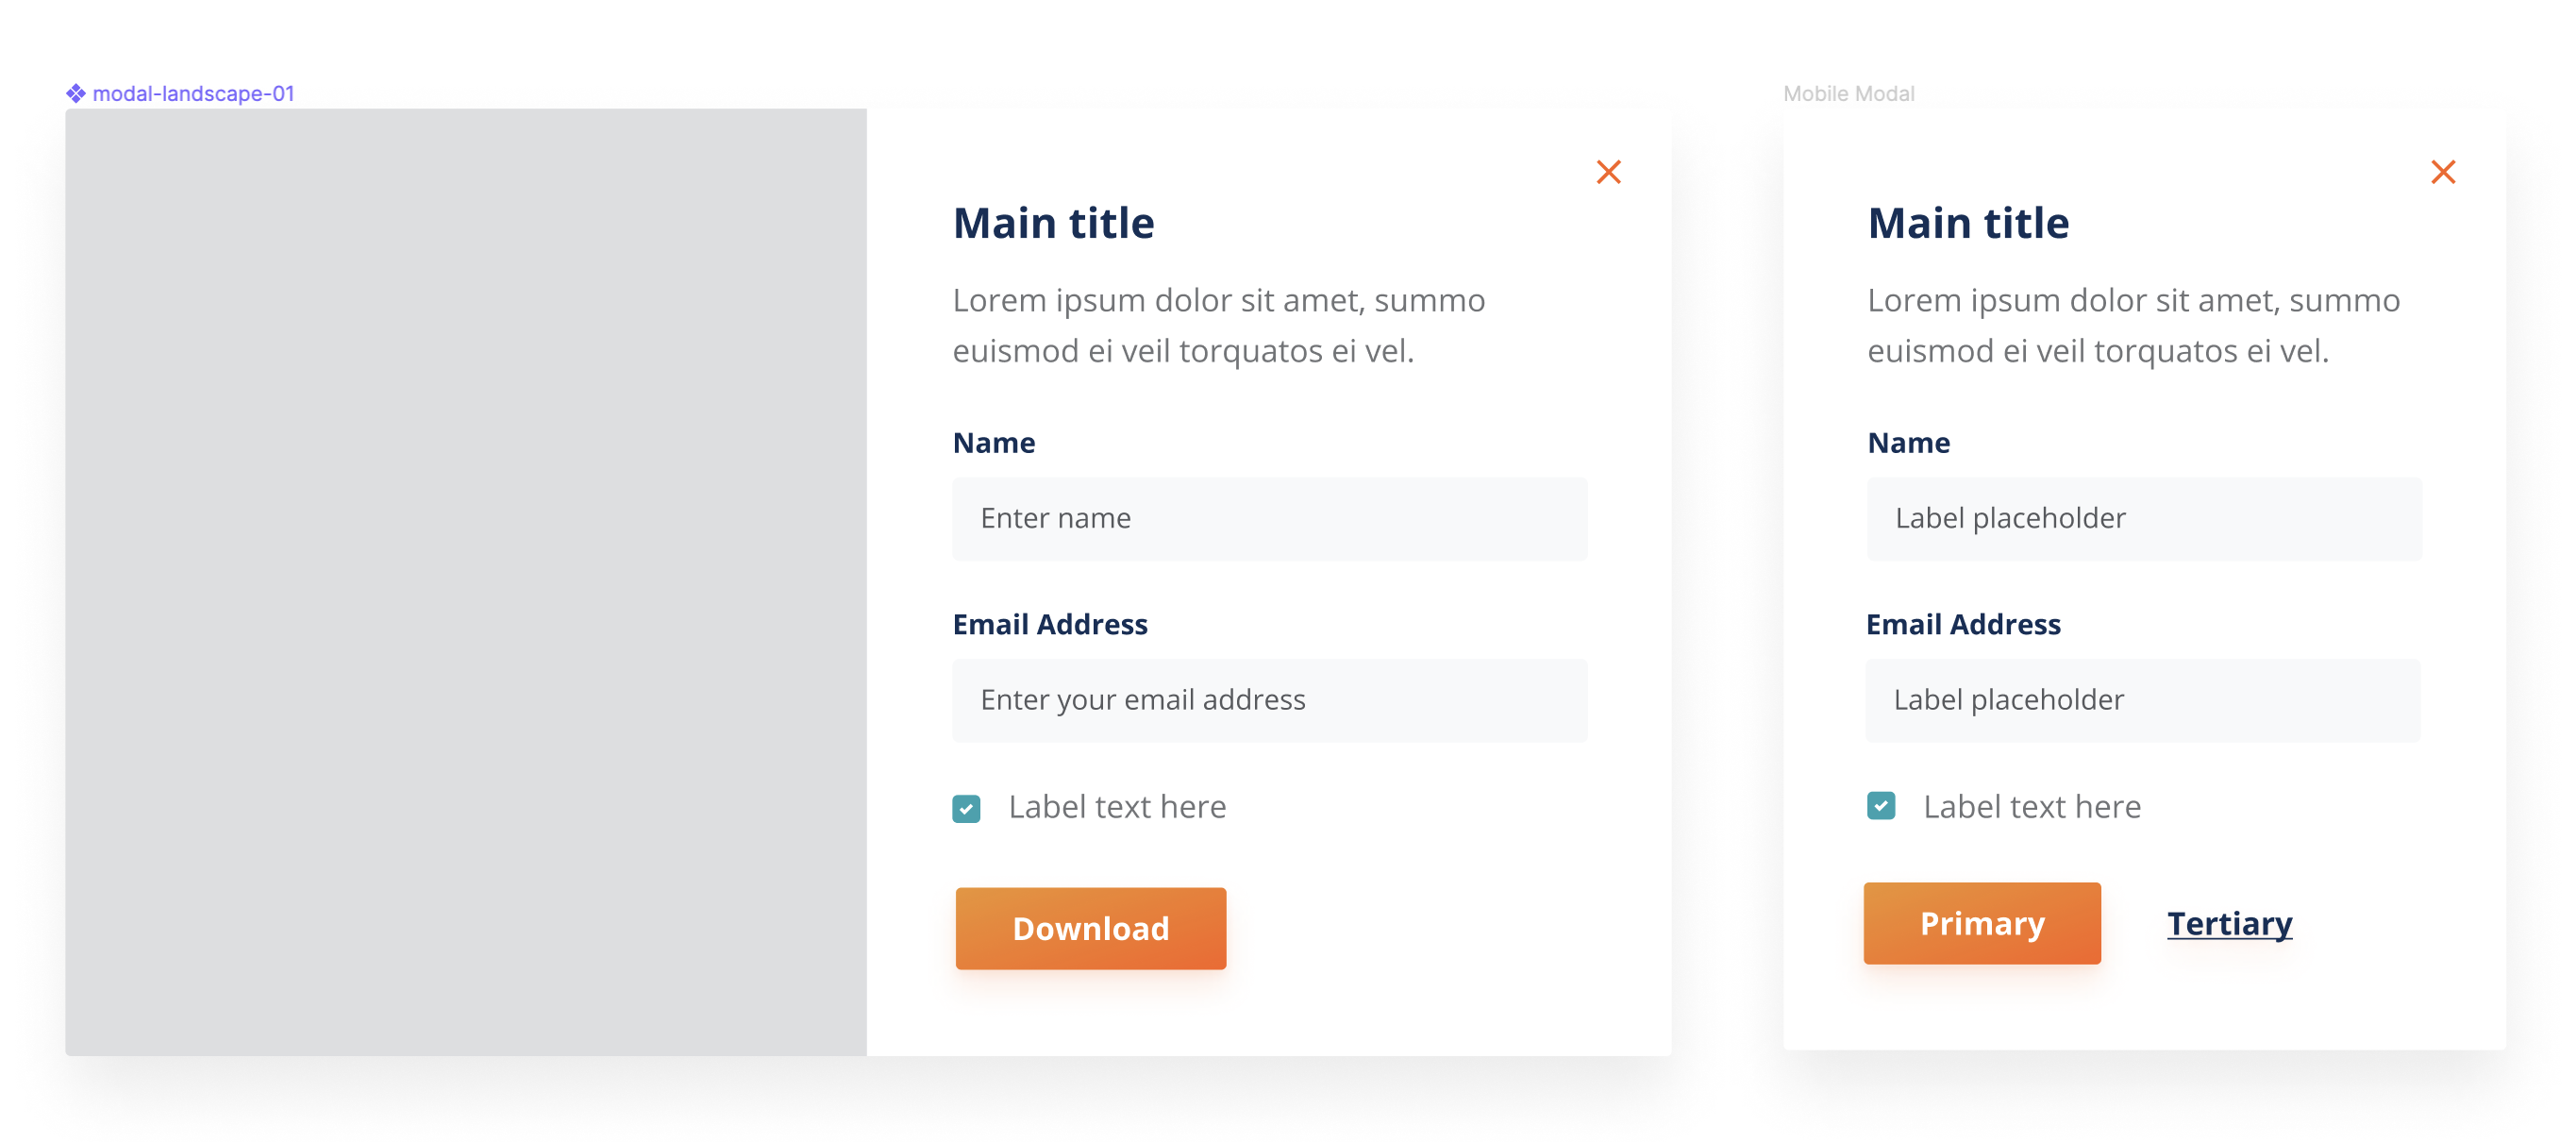 modal-landscape-01
Main title
Lorem ipsum dolor sit amet, summo
euismod ei veil torquatos ei vel.
Name
Enter name
Email Address
Enter your email address
Label text here
Download
Mobile Modal
Main title
Lorem ipsum dolor sit amet, summo
euismod ei veil torquatos ei vel.
Name
Label placeholder
Email Address
Label placeholder
Label text here
Primary
Tertiary